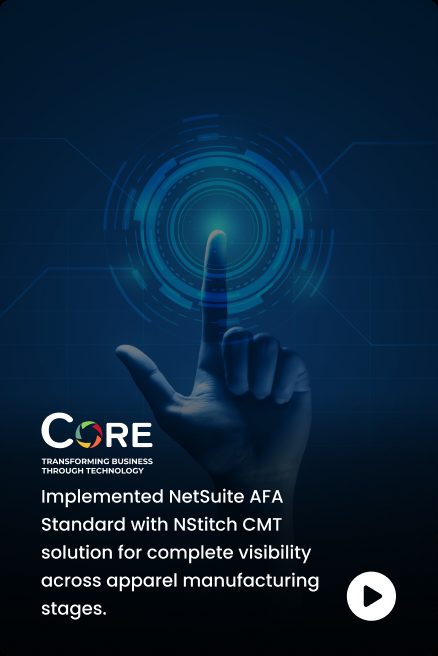 CORE
TRANSFORMING BUSINESS
THROUGH TECHNOLOGY
Implemented NetSuite AFA
Standard with NStitch CMT
solution for complete visibility
across apparel manufacturing
stages.